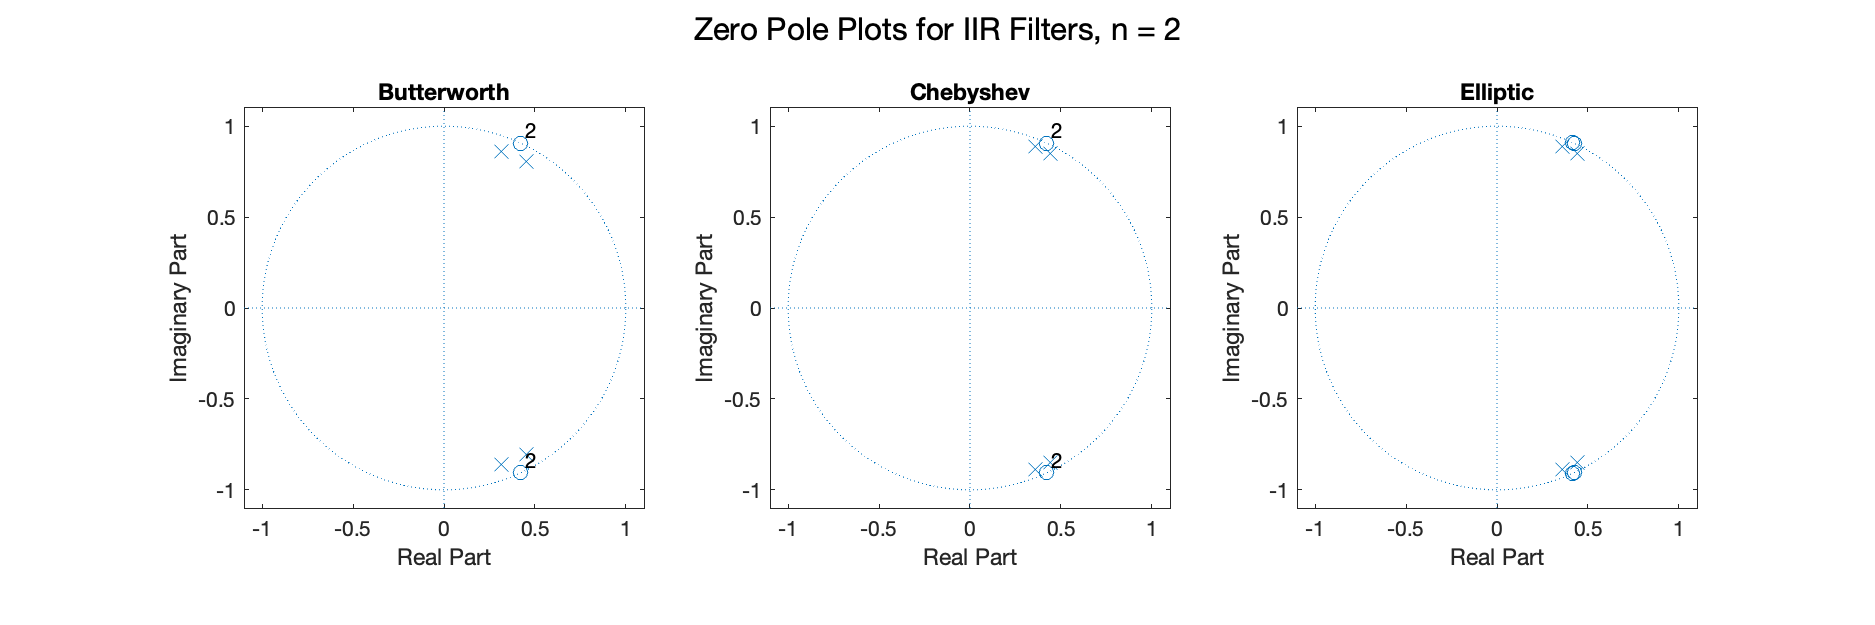 Zero Pole Plots for IIR Filters, n = 2
Butterworth
1
0.5
0
-0.5
-1
-1 -0.5 0 0.5 1
Imaginary Part
Real Part
2
2
Chebyshev
1
0.5
0
-0.5
-1
-1 -0.5 0 0.5 1
Imaginary Part
Real Part
2
2
Elliptic
1
0.5
0
-0.5
-1
-1 -0.5 0 0.5 1
Imaginary Part
Real Part